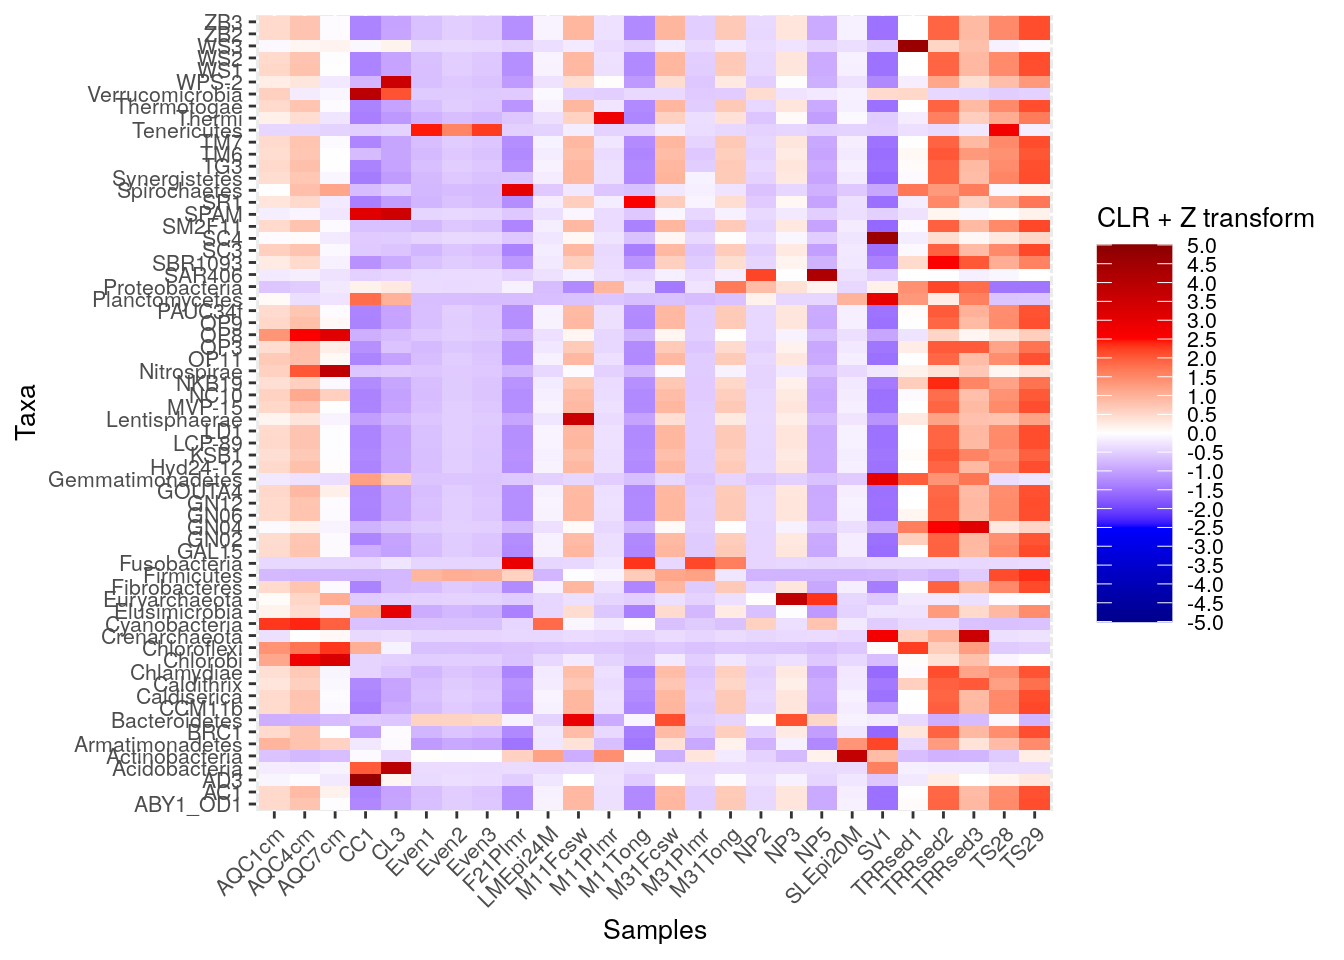 ZB3
ZB2
WS3
WS2
WS1
WPS-2
Verrucomicrobia
Thermotogae
Thermi
Tenericutes
TM7
TM6
TG3
Synergistetes
Spirochaetes
SR1
SPAM
SM2F11
SC4
SC3
SBR1093
SAR406
Proteobacteria
Planctomycetes
PAUC34f
OP9
OP8
OP3
OP11
Nitrospirae
NKB19
NC10
MVP-15
Lentisphaerae
LD1
LCP-89
KSB1
Hyd24-12
Gemmatimonadetes
GOUTA4
GN12
GN06
GN04
GN02
GAL15
Fusobacteria
Firmicutes
Fibrobacteres
Euryarchaeota
Elusimicrobia
Cyanobacteria
Crenarchaeota
Chloroflexi
Chlorobi
Chlamydiae
Caldithrix
Caldiserica
CCM11b
Bacteroidetes
BRC1
Armatimonadetes
Actinobacteria
Acidobacteria
AD3
AC1
ABY1_OD1
Taxa
AQC1cm
AQC4cm
AQC7cm
CC1
CL3
Even1
Even2
Even3
F21Plmr
LMEpi24M
M11Fcsw
M11Plmr
M11Tong
M31Fcsw
M31Plmr
M31Tong
NP2
NP3
NP5
SLEpi20M
SV1
TRRsed1
TRRsed2
TRRsed3
TS28
TS29
Samples
CLR + Z transform
5.0
4.5
4.0
3.5
3.0
2.5
2.0
1.5
1.0
0.5
0.0
-0.5
-1.0
-1.5
-2.0
-2.5
-3.0
-3.5
-4.0
-4.5
-5.0